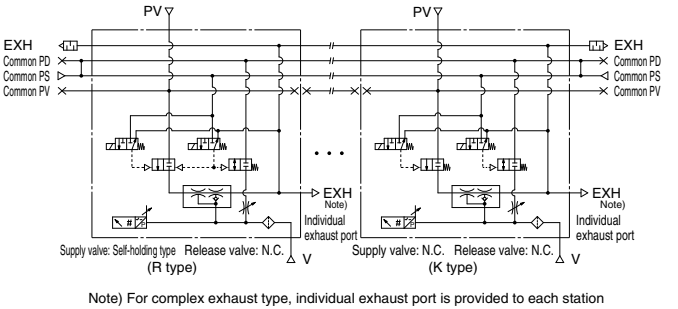 PV PV
EXH EXH
Common PD Common PD
Common PS Common PS
Common PV Common PV
EXH EXH
Note) Note)
Individual Individual
exhaust port exhaust port
# #
Supply valve: Self-holding type Release valve: N.C. V Supply valve: N.C. Release valve: N.C. V
(R type) (K type)
Note) For complex exhaust type, individual exhaust port is provided to each station